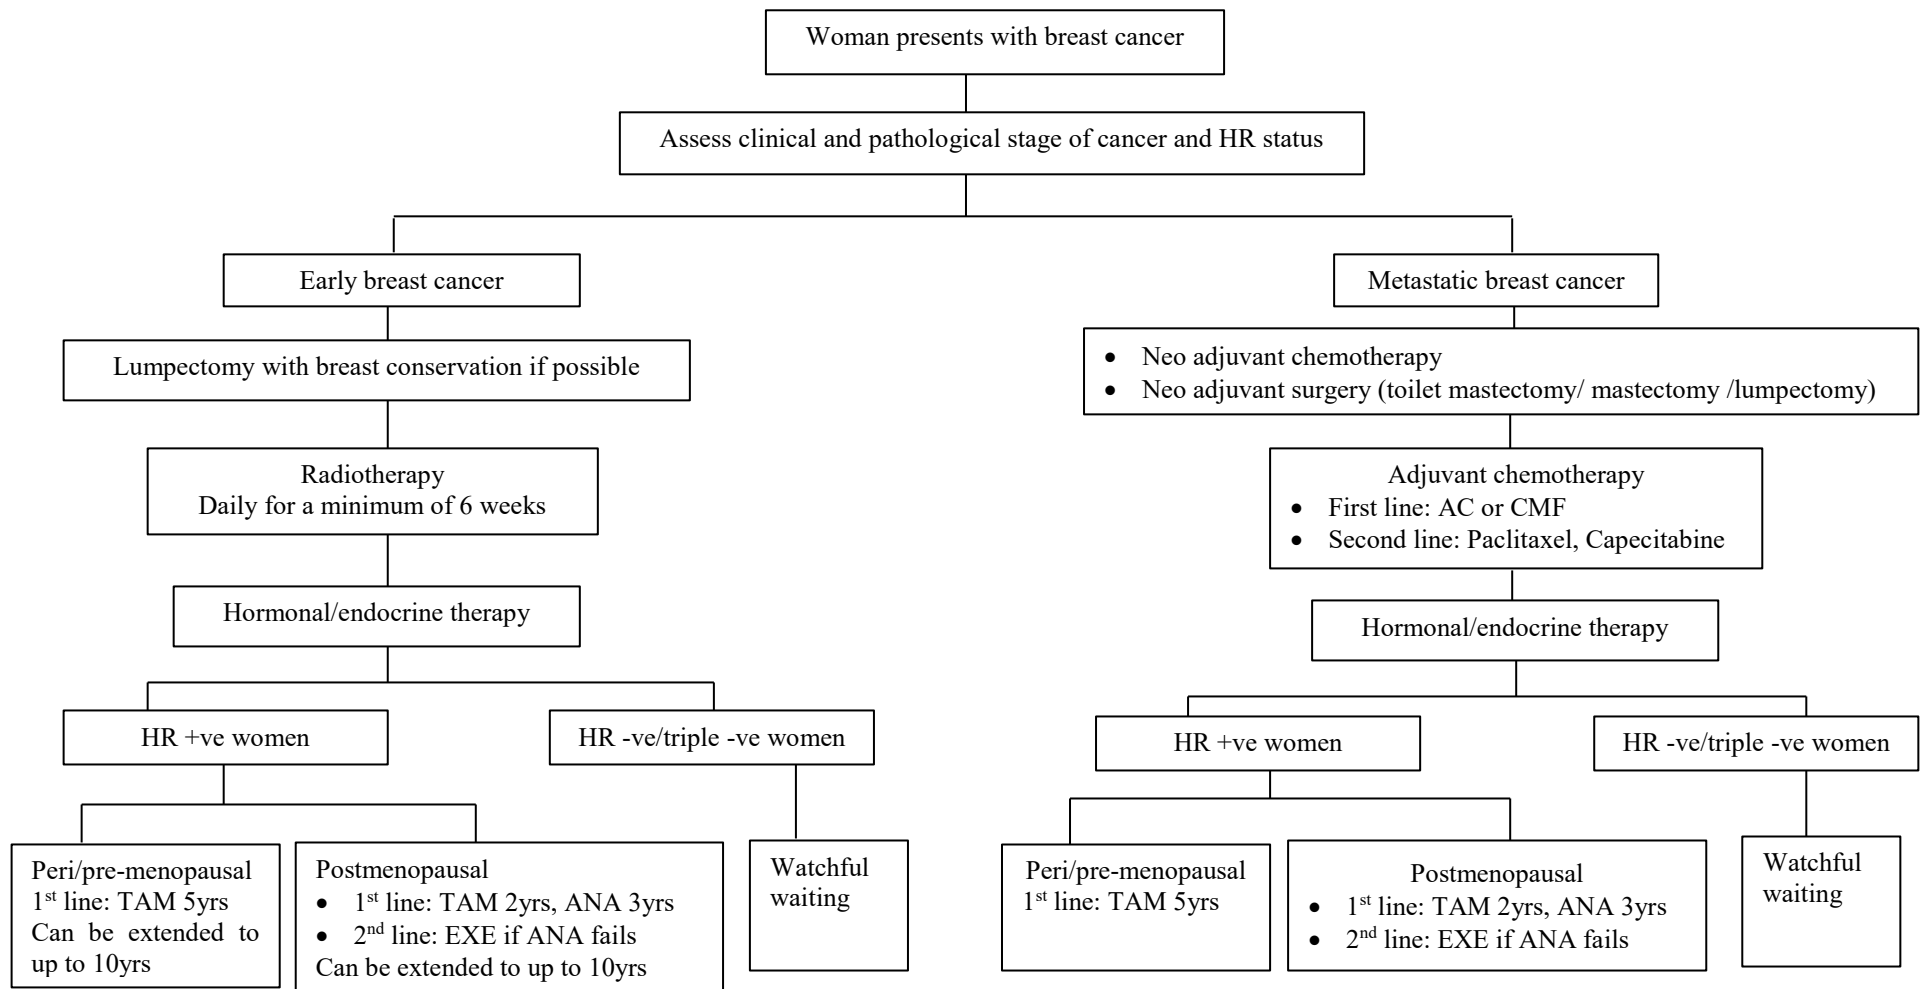 Woman presents with breast cancer
Assess clinical and pathological stage of cancer and HR status
Early breast cancer
Lumpectomy with breast conservation if possible
Radiotherapy
Daily for a minimum of 6 weeks
Hormonal/endocrine therapy
HR +ve women
HR -ve/triple -ve women
Peri/pre-menopausal
1st line: TAM 5yrs
Can be extended to
up to 10yrs
Postmenopausal
• 1st line: TAM 2yrs, ANA 3yrs
• 2nd line: EXE if ANA fails
Can be extended to up to 10yrs
Watchful
waiting
Metastatic breast cancer
• Neo adjuvant chemotherapy
• Neo adjuvant surgery (toilet mastectomy/ mastectomy /lumpectomy)
Adjuvant chemotherapy
• First line: AC or CMF
• Second line: Paclitaxel, Capecitabine
Hormonal/endocrine therapy
HR +ve women
HR -ve/triple -ve women
Peri/pre-menopausal
1st line: TAM 5yrs
Postmenopausal
• 1st line: TAM 2yrs, ANA 3yrs
• 2nd line: EXE if ANA fails
Watchful
waiting